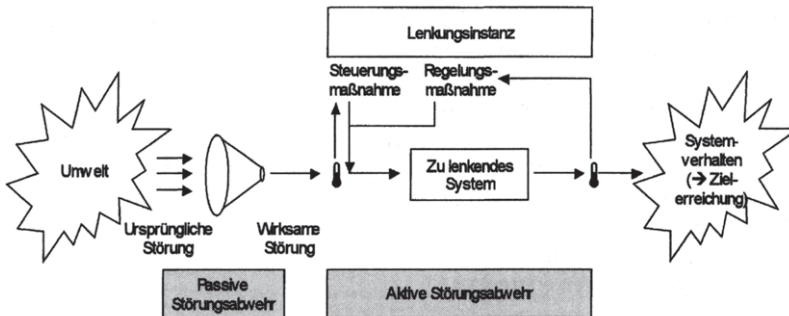 Lenkungsinstanz
Steuerungs-
maßnahme
Regelungs-
maßnahme
Umwelt
Zu lenkendes
System
System-
verhalten
(→ Ziel-
erreichung)
Ursprüngliche
Störung
Wirksame
Störung
Passive
Störungsabwehr
Aktive Störungsabwehr